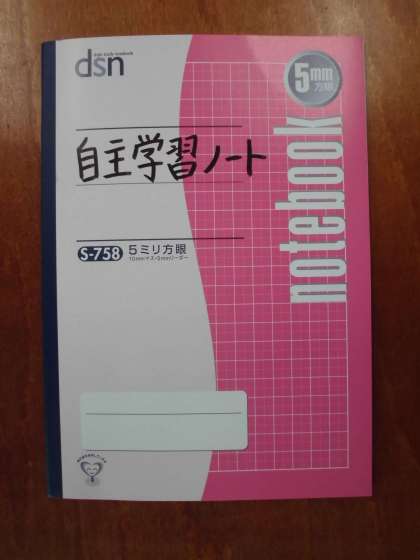 dsn
5mm
方眼
自主学習ノート
notebook
S-758 5ミリ方眼